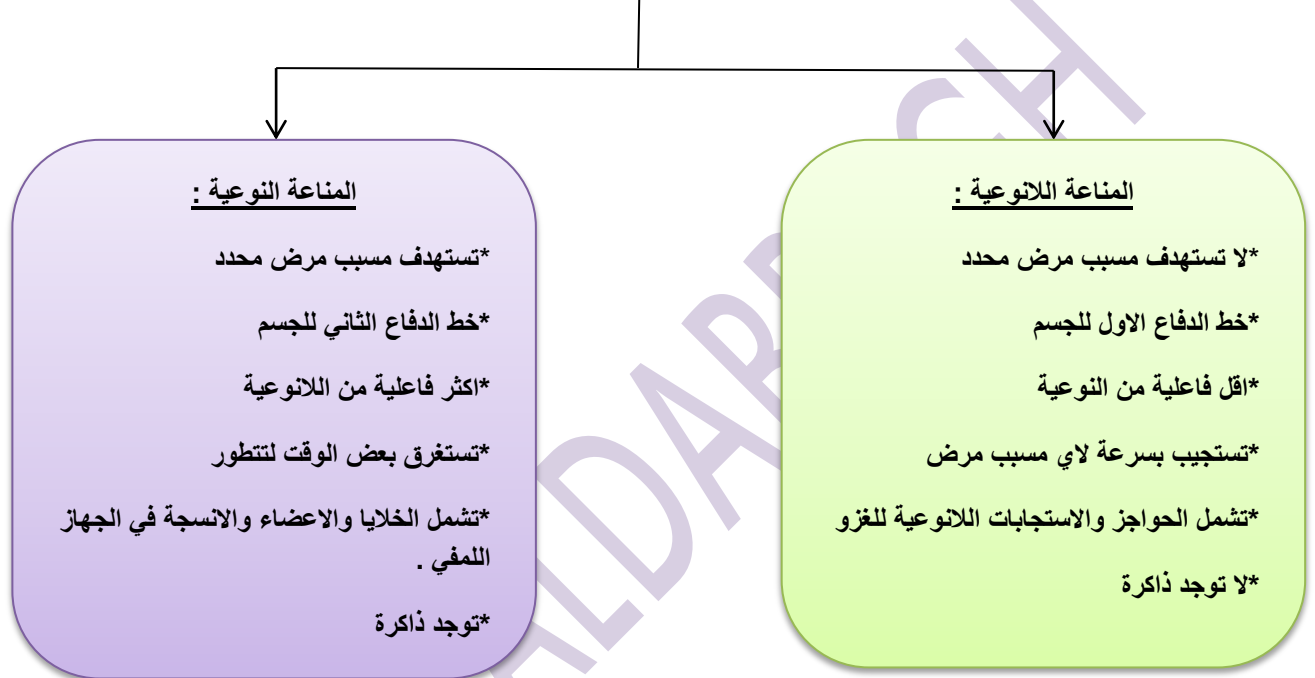 المناعة اللانوعية :
*لا تستهدف مسبب مرض محدد
*خط الدفاع الاول للجسم
*اقل فاعلية من النوعية
*تستجيب بسرعة لاي مسبب مرض
*تشمل الحواجز والاستجابات اللانوعية للغزو
*لا توجد ذاكرة
المناعة النوعية :
*تستهدف مسبب مرض محدد
*خط الدفاع الثاني للجسم
*اكثر فاعلية من اللانوعية
*تستغرق بعض الوقت لتتطور
*تشمل الخلايا والاعضاء والانسجة في الجهاز
اللمفي .
*توجد ذاكرة